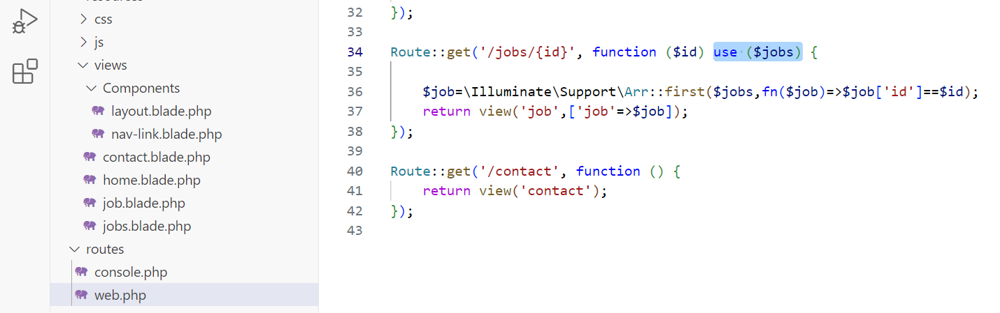 css
js
views
Components
layout.blade.php
nav-link.blade.php
contact.blade.php
home.blade.php
job.blade.php
jobs.blade.php
routes
console.php
web.php
32 });
33
34 Route::get('/jobs/{id}', function ($id) use ($jobs) {
35
36     $job=\Illuminate\Support\Arr::first($jobs,fn($job)=>$job['id']==$id);
37     return view('job',['job'=>$job]);
38 });
39
40 Route::get('/contact', function () {
41     return view('contact');
42 });
43